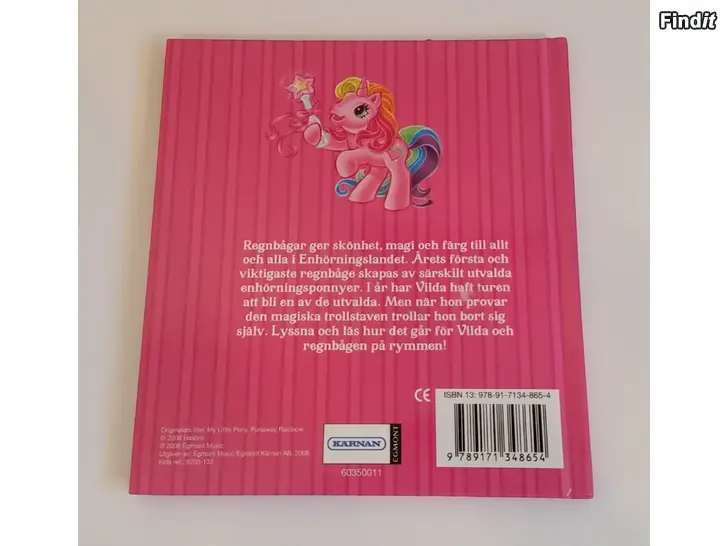 Findit
Regnbågar ger skönhet, magi och färg till allt
och alla i Enhörningslandet. Årets första och
viktigaste regnbåge skapas av särskilt utvalda
enhörningsponnyer. I år har Vilda haft turen
att bli en av de utvalda. Men när hon provar
den magiska trollstaven trollar hon bort sig
själv. Lyssna och läs hur det går för Vilda och
regnbågen på rymmen!
CE ISBN 13: 978-91-7134-865-4
Originalets titel: My Little Pony, Runaway Rainbow
© 2006 Hasbro
© 2008 Egmont Music
Utgiven av: Egmont Music/Egmont Kärnan AB, 2008
Kids ref.: 8200-132
KÄRNAN
EGMONT
60350011
9 789171 348654